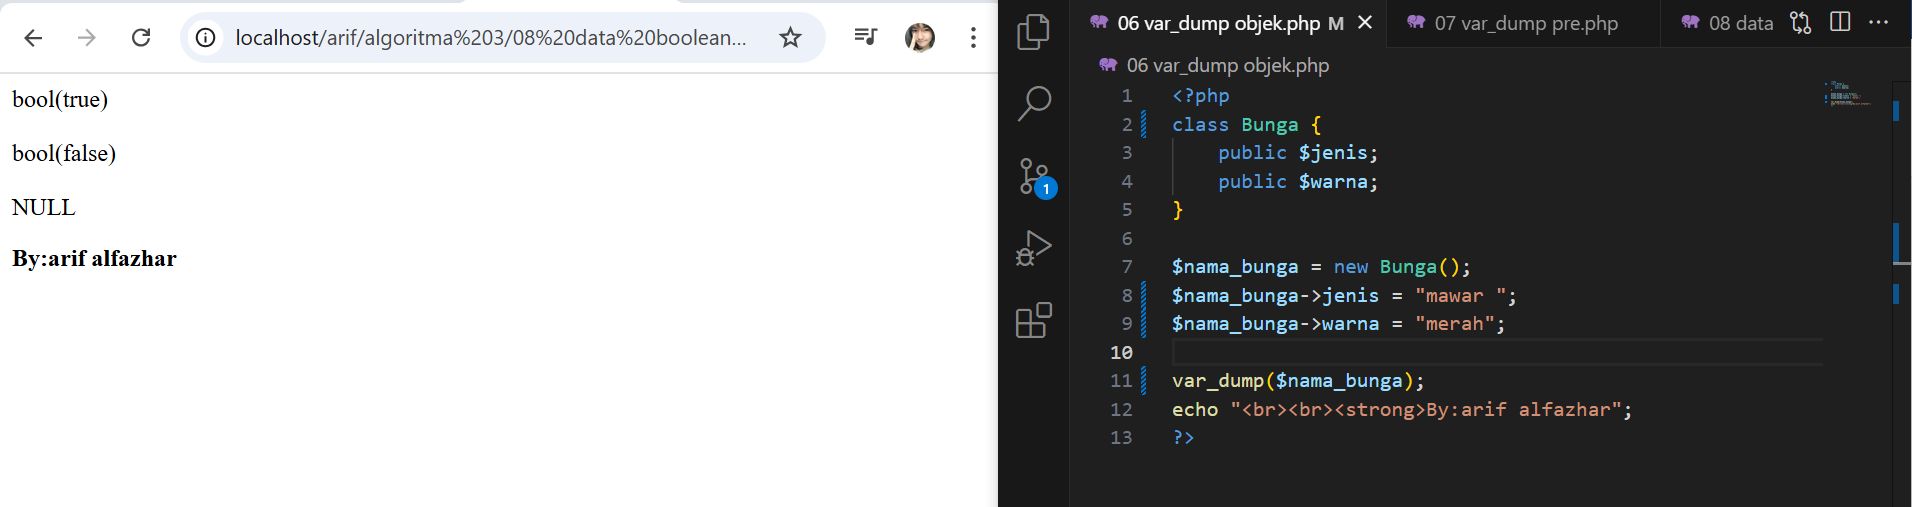 localhost/arif/algoritma%203/08%20data%20boolean...
bool(true)
bool(false)
NULL
By:arif alfazhar
1
06 var_dump objek.php M
07 var_dump pre.php
08 data
06 var_dump objek.php
1 <?php
2 class Bunga {
3     public $jenis;
4     public $warna;
5 }
6
7 $nama_bunga = new Bunga();
8 $nama_bunga->jenis = "mawar ";
9 $nama_bunga->warna = "merah";
10
11 var_dump($nama_bunga);
12 echo "<br><br><strong>By:arif alfazhar";
13 ?>